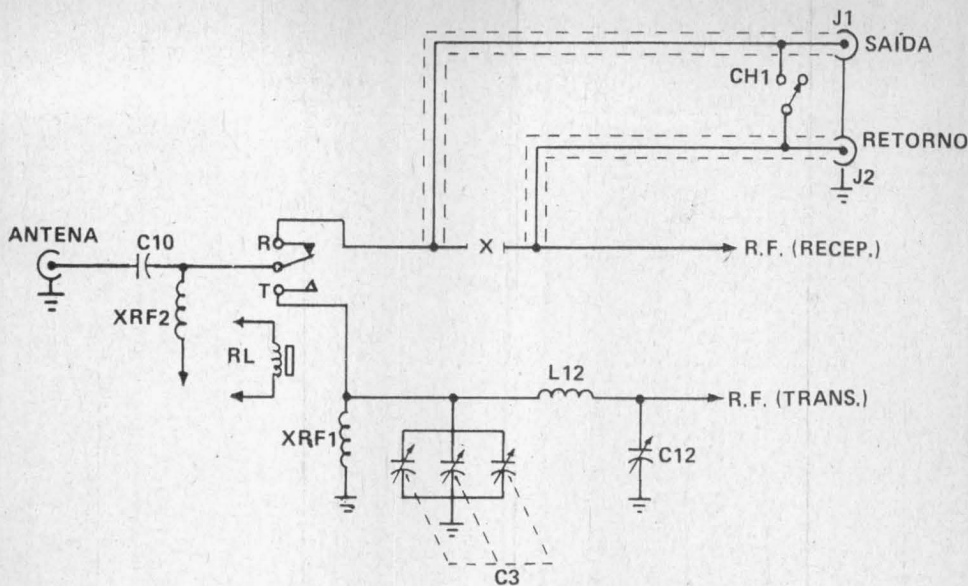 J1
SAÍDA
CH1
RETORNO
J2
ANTENA
C10
R
X
R.F. (RECEP.)
T
XRF2
RL
L12
R.F. (TRANS.)
XRF1
C12
C3